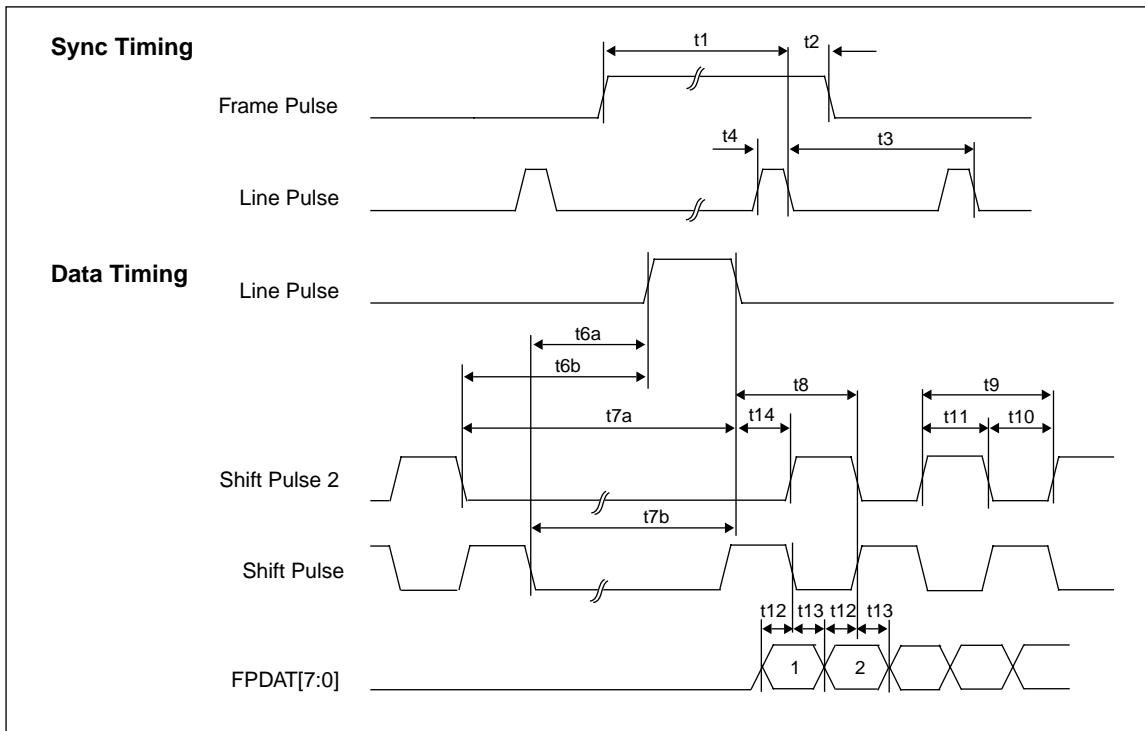 Sync Timing
t1
t2
Frame Pulse
t4
t3
Line Pulse
Data Timing
Line Pulse
t6a
t6b
t8
t9
t7a
t14
t11
t10
Shift Pulse 2
t7b
Shift Pulse
t12
t13
t12
t13
FPDAT[7:0]
1
2